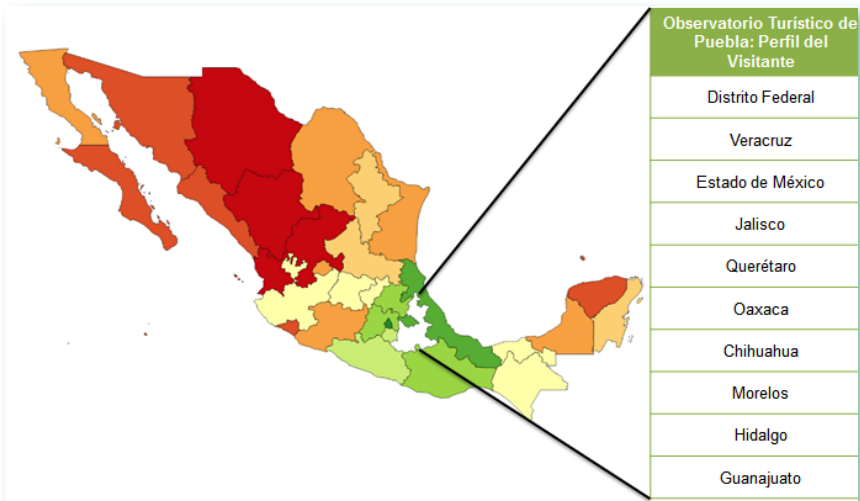 Observatorio Turístico de
Puebla: Perfil del
Visitante
Distrito Federal
Veracruz
Estado de México
Jalisco
Querétaro
Oaxaca
Chihuahua
Morelos
Hidalgo
Guanajuato